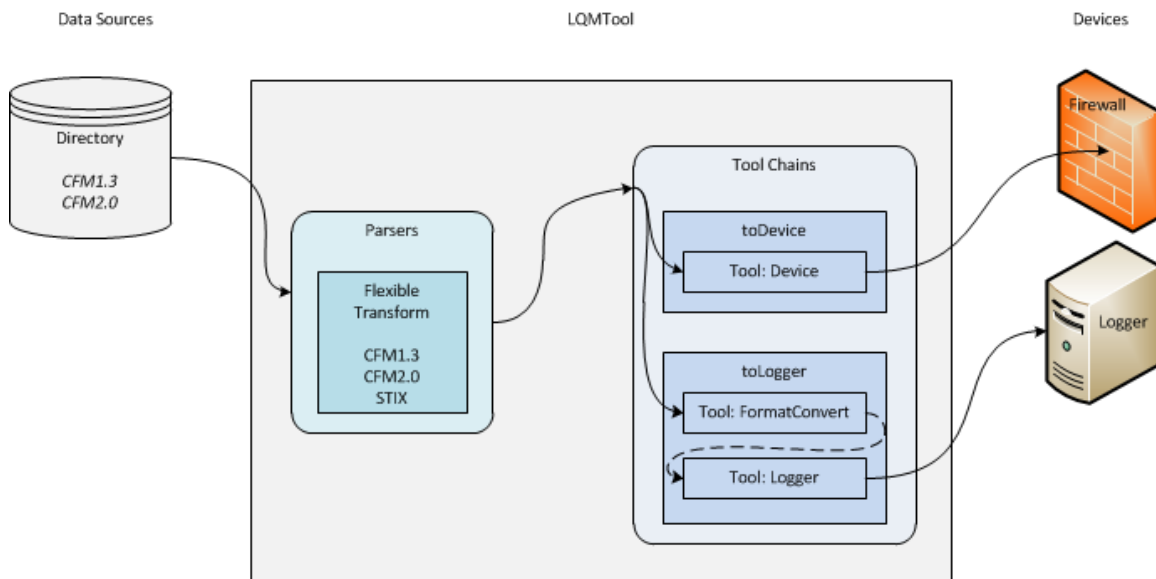 Data Sources
LQMTool
Devices
Directory
CFM1.3
CFM2.0
Parsers
Flexible
Transform
CFM1.3
CFM2.0
STIX
Tool Chains
toDevice
Tool: Device
toLogger
Tool: FormatConvert
Tool: Logger
Firewall
Logger